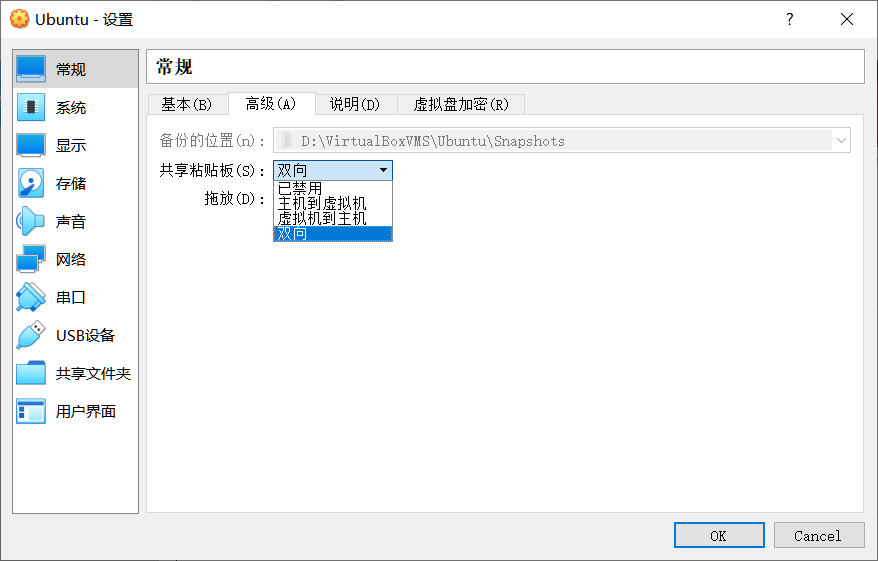 Ubuntu - 设置
?
常规
系统
显示
存储
声音
网络
串口
USB设备
共享文件夹
用户界面
常规
基本(B) 高级(A) 说明(D) 虚拟盘加密(R)
备份的位置(n): D:\VirtualBoxVMS\Ubuntu\Snapshots
共享粘贴板(S): 双向
拖放(D):
已禁用
主机到虚拟机
虚拟机到主机
双向
OK Cancel